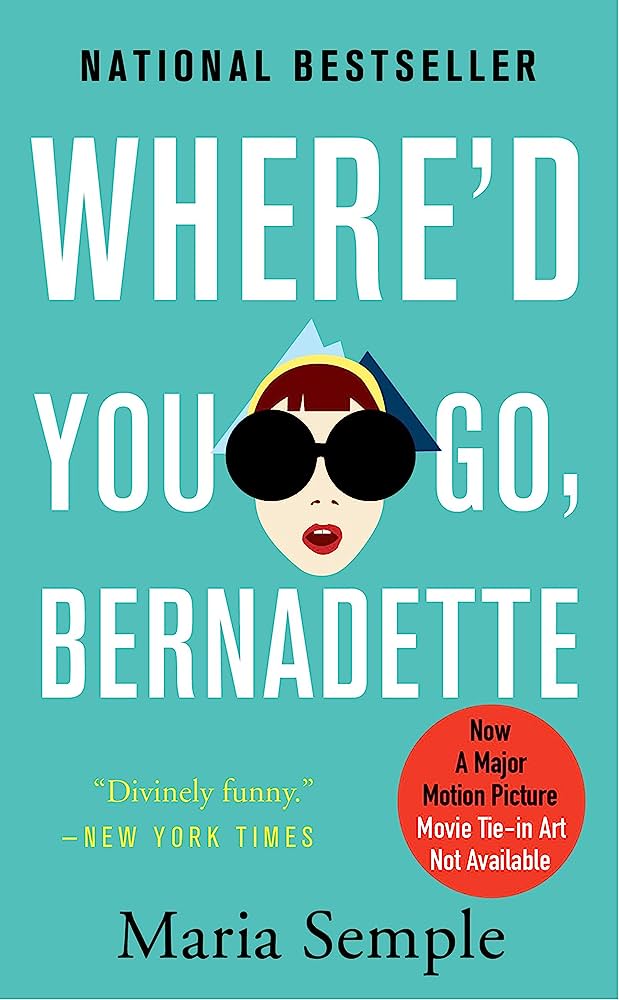 NATIONAL BESTSELLER
WHERE’D
YOU GO,
BERNADETTE
Now
A Major
Motion Picture
Movie Tie-in Art
Not Available
“Divinely funny.”
–NEW YORK TIMES
Maria Semple